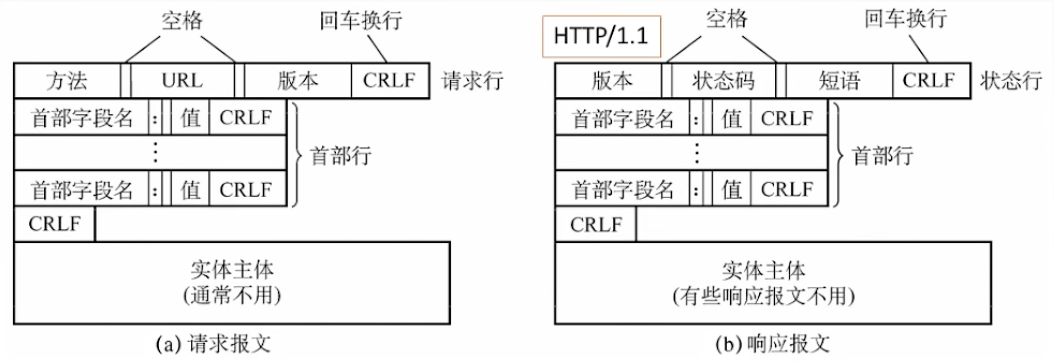 空格 回车换行
方法 URL 版本 CRLF 请求行
首部字段名 : 值 CRLF
⋮ 首部行
首部字段名 : 值 CRLF
CRLF
实体主体
(通常不用)
(a) 请求报文
HTTP/1.1 空格 回车换行
版本 状态码 短语 CRLF 状态行
首部字段名 : 值 CRLF
⋮ 首部行
首部字段名 : 值 CRLF
CRLF
实体主体
(有些响应报文不用)
(b) 响应报文